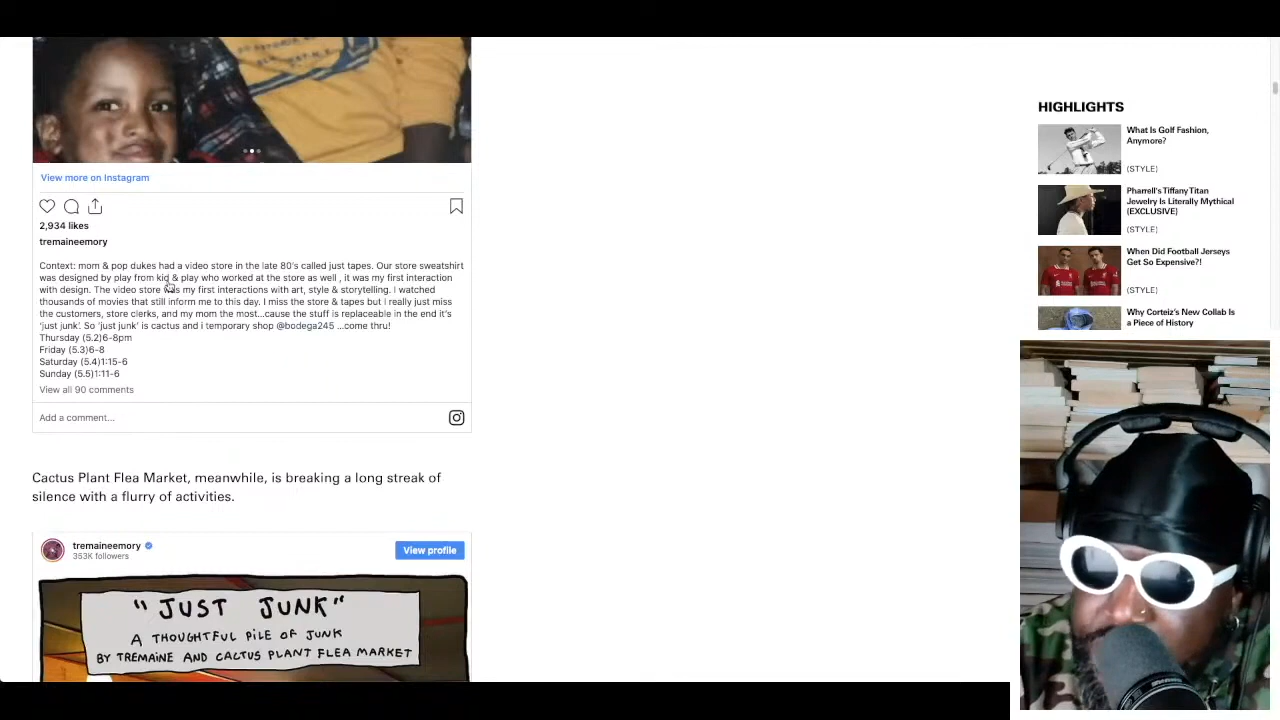 View more on Instagram
2,934 likes
tremaineemory
Context: mom & pop dukes had a video store in the late 80's called just tapes. Our store sweatshirt
was designed by play from kid & play who worked at the store as well , it was my first interaction
with design. The video store was my first interactions with art, style & storytelling. I watched
thousands of movies that still inform me to this day. I miss the store & tapes but I really just miss
the customers, store clerks, and my mom the most...cause the stuff is replaceable in the end it's
'just junk'. So 'just junk' is cactus and i temporary shop @bodega245 ...come thru!
Thursday (5.2)6-8pm
Friday (5.3)6-8
Saturday (5.4)1:15-6
Sunday (5.5)1:11-6
View all 90 comments
Add a comment...
Cactus Plant Flea Market, meanwhile, is breaking a long streak of
silence with a flurry of activities.
tremaineemory
353K followers
View profile
"JUST JUNK"
A THOUGHTFUL PILE OF JUNK
BY TREMAINE AND CACTUS PLANT FLEA MARKET
HIGHLIGHTS
What Is Golf Fashion,
Anymore?
(STYLE)
Pharrell's Tiffany Titan
Jewelry Is Literally Mythical
(EXCLUSIVE)
(STYLE)
When Did Football Jerseys
Get So Expensive?!
(STYLE)
Why Corteiz's New Collab Is
a Piece of History